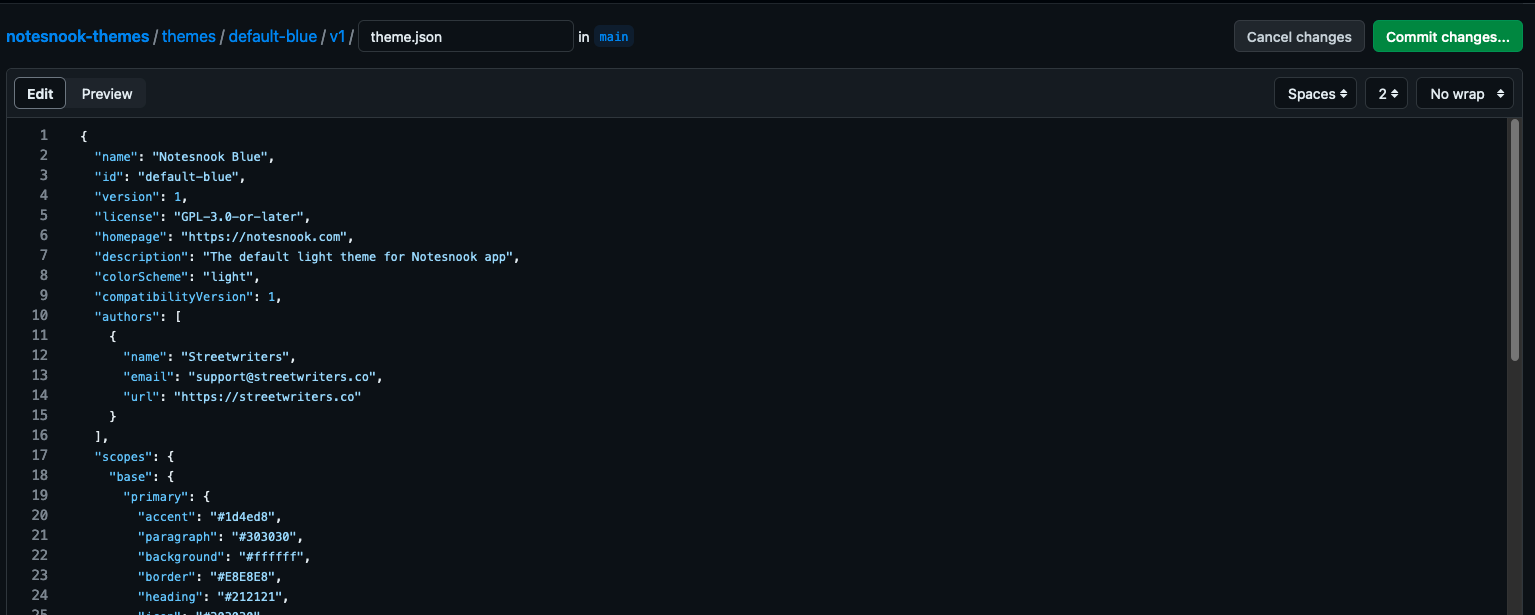 notesnook-themes / themes / default-blue / v1 / theme.json in main Cancel changes Commit changes...
Edit Preview Spaces 2 No wrap
1 {
2 "name": "Notesnook Blue",
3 "id": "default-blue",
4 "version": 1,
5 "license": "GPL-3.0-or-later",
6 "homepage": "https://notesnook.com",
7 "description": "The default light theme for Notesnook app",
8 "colorScheme": "light",
9 "compatibilityVersion": 1,
10 "authors": [
11 {
12 "name": "Streetwriters",
13 "email": "support@streetwriters.co",
14 "url": "https://streetwriters.co"
15 }
16 ],
17 "scopes": {
18 "base": {
19 "primary": {
20 "accent": "#1d4ed8",
21 "paragraph": "#303030",
22 "background": "#ffffff",
23 "border": "#E8E8E8",
24 "heading": "#212121",
25